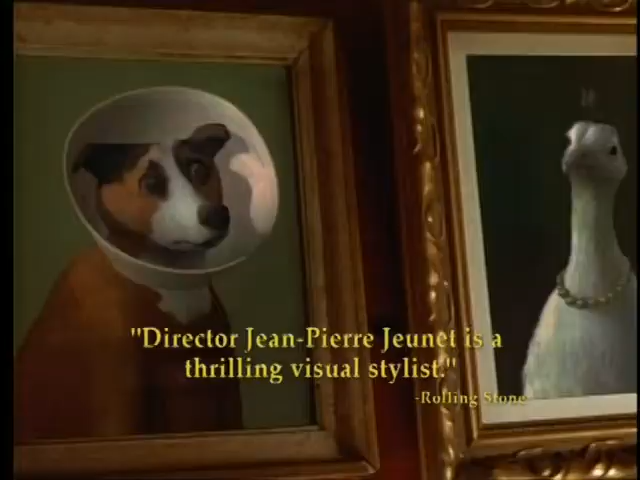 "Director Jean-Pierre Jeunet is a
thrilling visual stylist."
-Rolling Stone